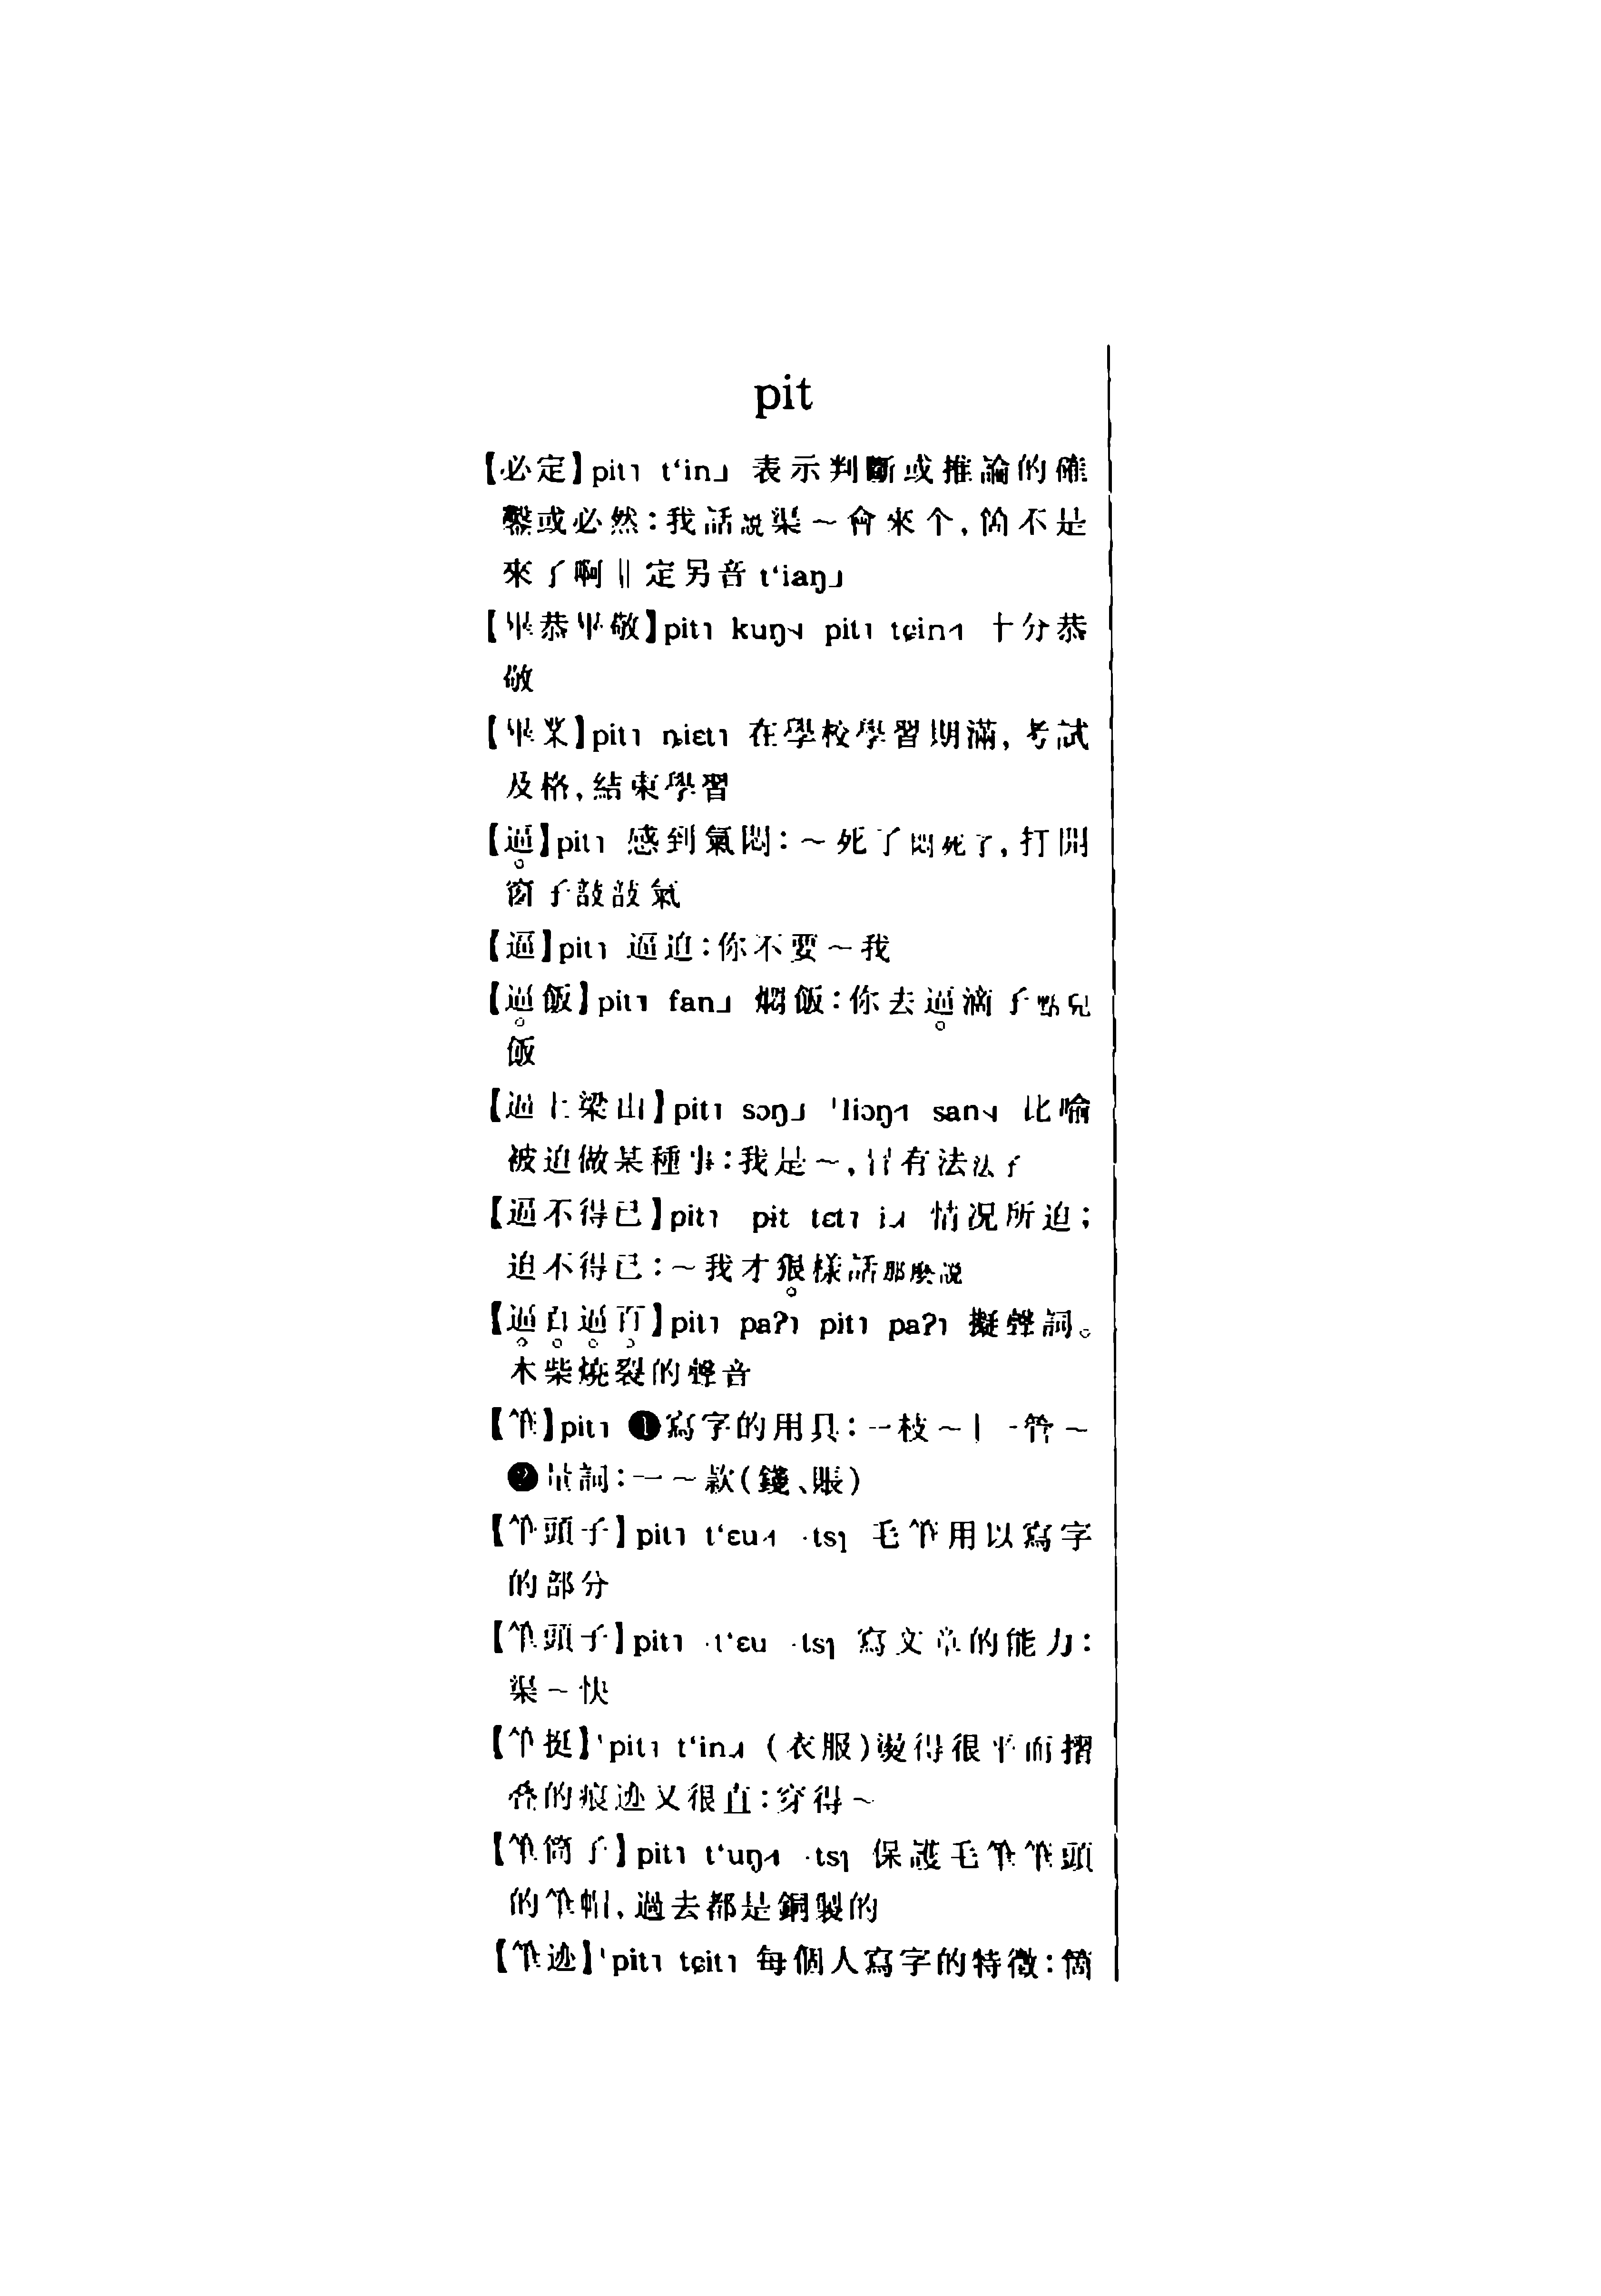 pit
【必定】pit˥ t‘in˩ 表示判斷或推論的確
鑿或必然：我話說渠～會來个，箇不是
來了啊‖定另音 t‘iaŋ˩
【畢恭畢敬】pit˥ kuŋ˧ pit˥ tɕin˦ 十分恭
敬
【畢業】pit˥ ȵiɛt˥ 在學校學習期滿，考試
及格，結束學習
【逼】pit˥ 感到氣悶：～死了悶死了，打開
窗子敨敨氣
【逼】pit˥ 逼迫：你不要～我
【逼飯】pit˥ fan˩ 燜飯：你去逼滴子點兒
飯
【逼上梁山】pit˥ sɔŋ˩ ˈliɔŋ˦ san˧ 比喻
被迫做某種事：我是～，冇有法法子
【逼不得已】pit˥ pit tɛt˥ i˨ 情况所迫；
迫不得已：～我才狠樣話那麼說
【逼百逼百】pit˥ paʔ˥ pit˥ paʔ˥ 擬聲詞。
木柴燒裂的聲音
【筆】pit˥ ❶寫字的用具：一枝～｜一管～
❷量詞：一～款（錢、賬）
【筆頭子】pit˥ t‘ɛu˦ ·tsɿ 毛筆用以寫字
的部分
【筆頭子】pit˥ ·t‘ɛu ·tsɿ 寫文章的能力：
渠～快
【筆挺】ˈpit˥ t‘in˨ （衣服）燙得很平而摺
叠的痕迹又很直：穿得～
【筆筒子】pit˥ t‘uŋ˦ ·tsɿ 保護毛筆筆頭
的筆帽，過去都是銅製的
【筆迹】ˈpit˥ tɕit˥ 每個人寫字的特徵：箇